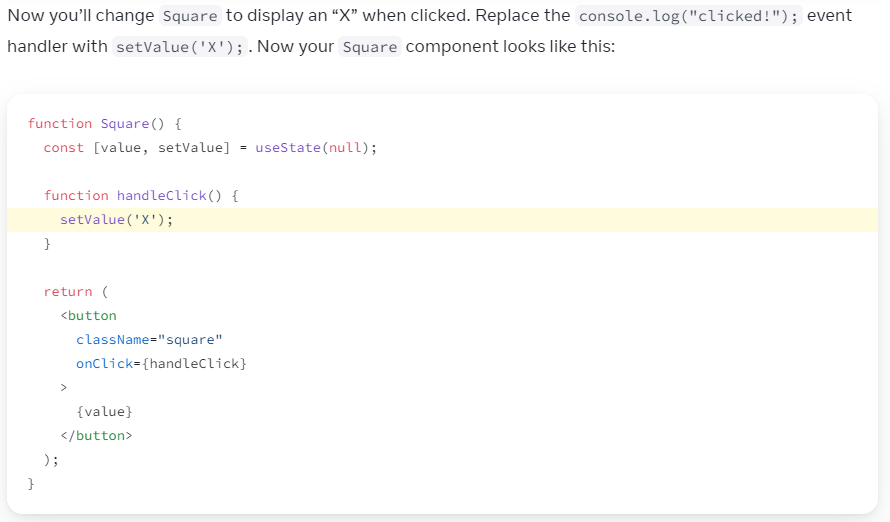 Now you’ll change Square to display an “X” when clicked. Replace the console.log("clicked!"); event
handler with setValue('X');. Now your Square component looks like this:
function Square() {
  const [value, setValue] = useState(null);
  function handleClick() {
    setValue('X');
  }
  return (
    <button
      className="square"
      onClick={handleClick}
    >
      {value}
    </button>
  );
}